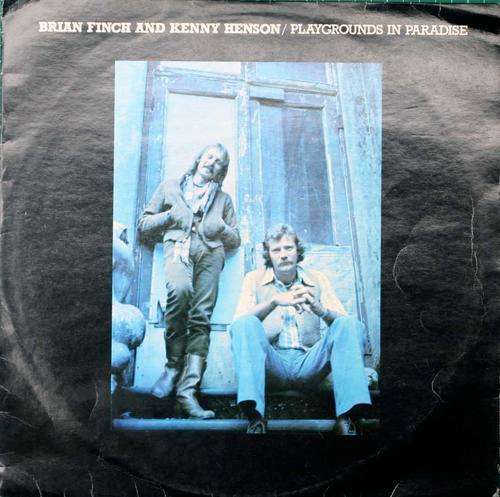 BRIAN FINCH AND KENNY HENSON/ PLAYGROUNDS IN PARADISE